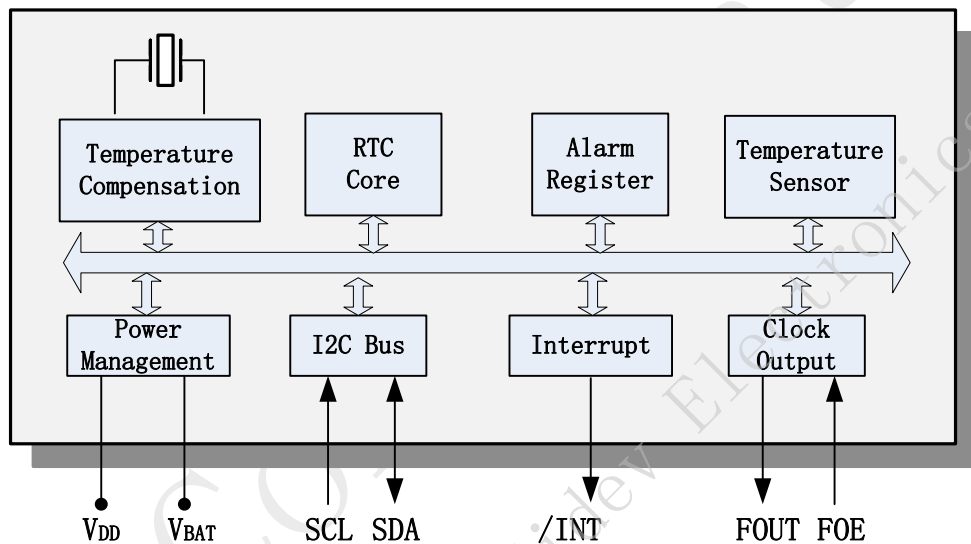 Temperature
Compensation
RTC
Core
Alarm
Register
Temperature
Sensor
Power
Management
I2C Bus
Interrupt
Clock
Output
VDD
VBAT
SCL
SDA
/INT
FOUT
FOE
Electronics